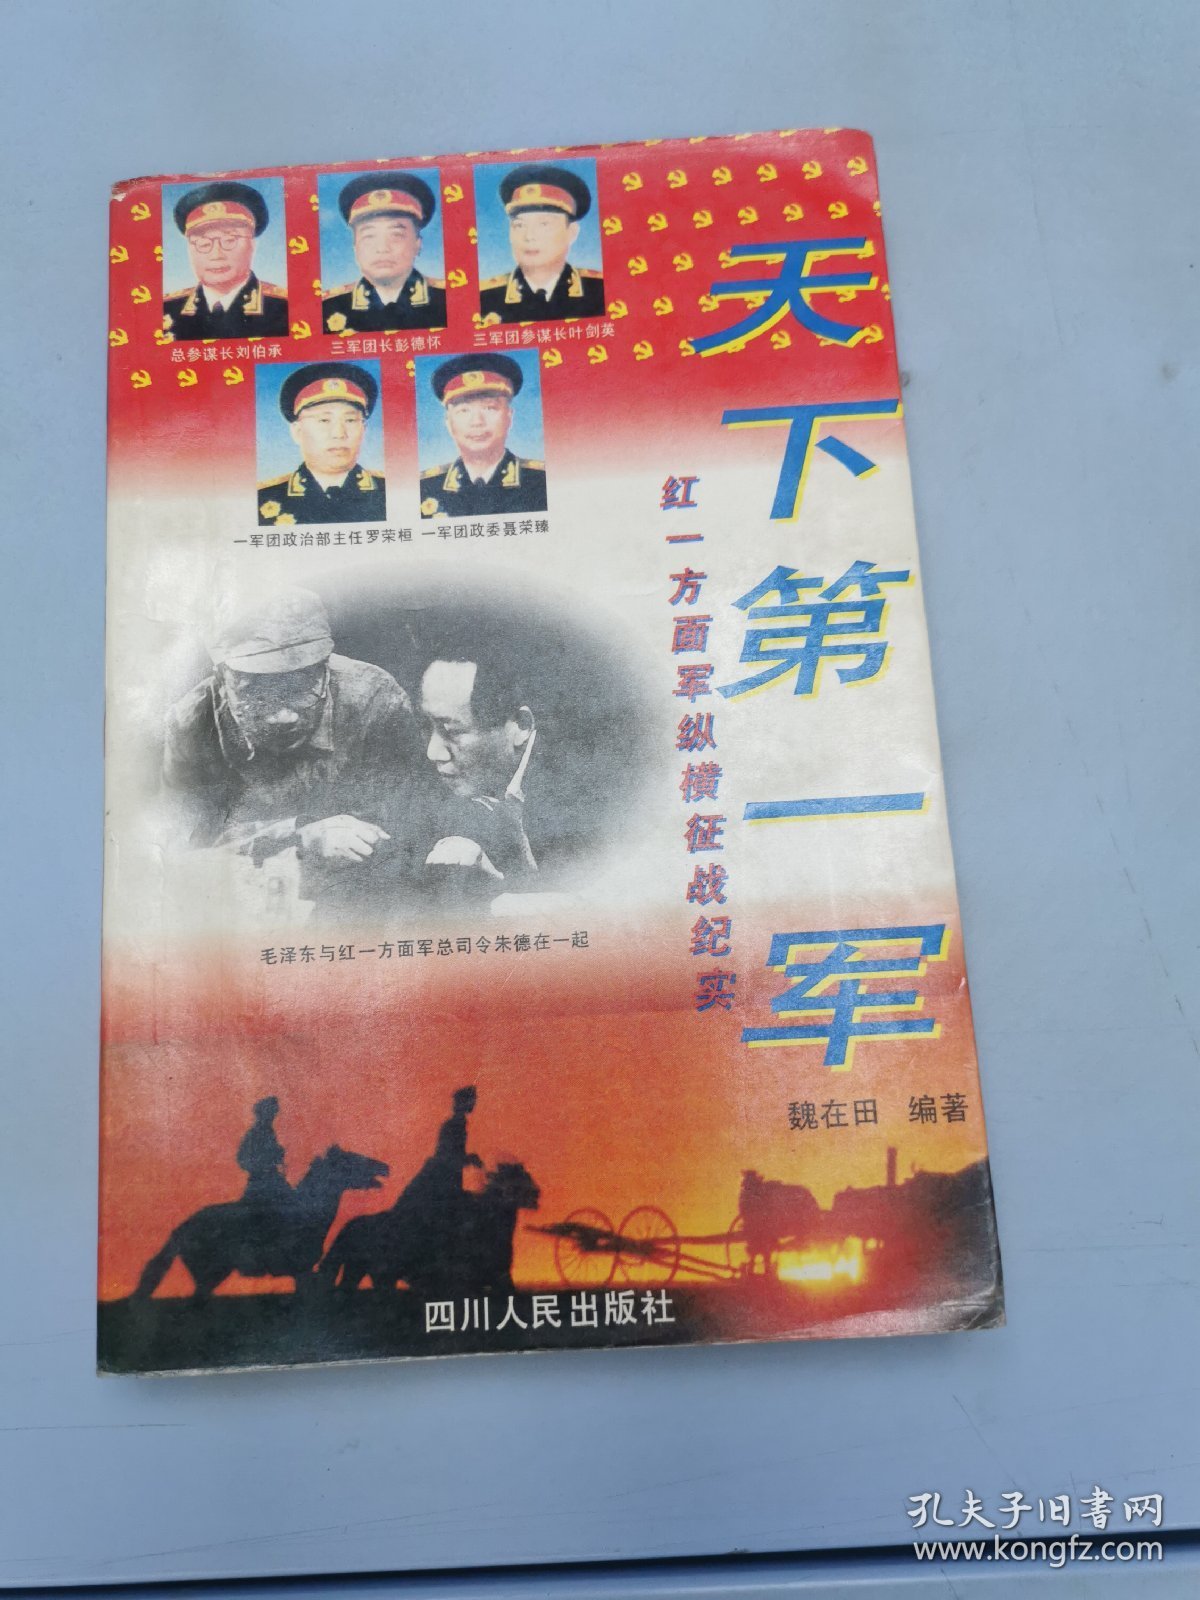 总参谋长刘伯承
三军团长彭德怀
三军团参谋长叶剑英
一军团政治部主任罗荣桓
一军团政委聂荣臻
天下第一军
红一方面军纵横征战纪实
毛泽东与红一方面军总司令朱德在一起
魏在田 编著
四川人民出版社
孔夫子旧书网
www.kongfz.com